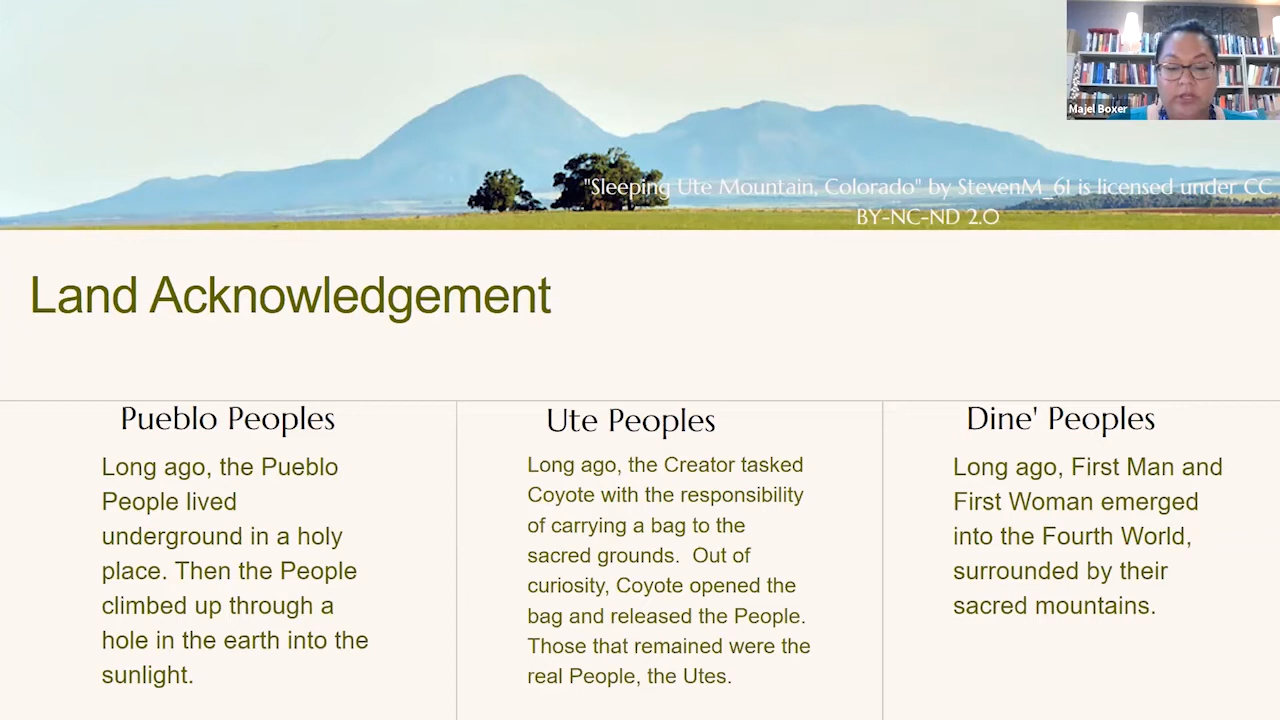 Majel Boxer
"Sleeping Ute Mountain, Colorado" by StevenM_61 is licensed under CC
BY-NC-ND 2.0
Land Acknowledgement
Pueblo Peoples
Long ago, the Pueblo
People lived
underground in a holy
place. Then the People
climbed up through a
hole in the earth into the
sunlight.
Ute Peoples
Long ago, the Creator tasked
Coyote with the responsibility
of carrying a bag to the
sacred grounds.  Out of
curiosity, Coyote opened the
bag and released the People.
Those that remained were the
real People, the Utes.
Dine' Peoples
Long ago, First Man and
First Woman emerged
into the Fourth World,
surrounded by their
sacred mountains.